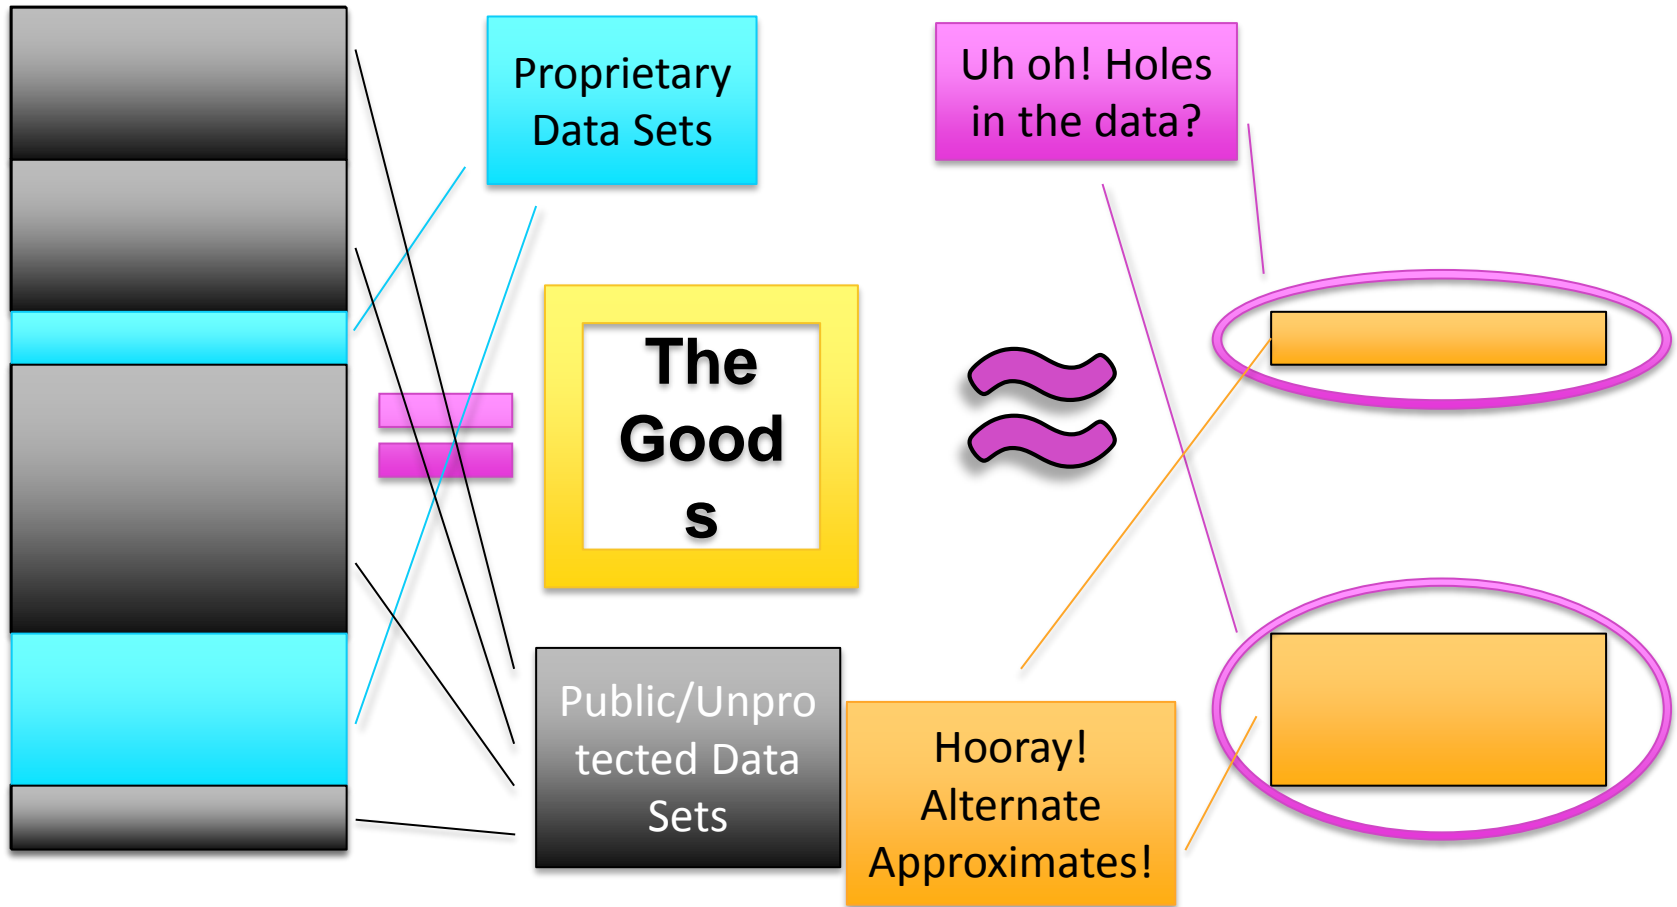 Proprietary
Data Sets
Uh oh! Holes
in the data?
The
Good
s
Public/Unpro
tected Data
Sets
Hooray!
Alternate
Approximates!